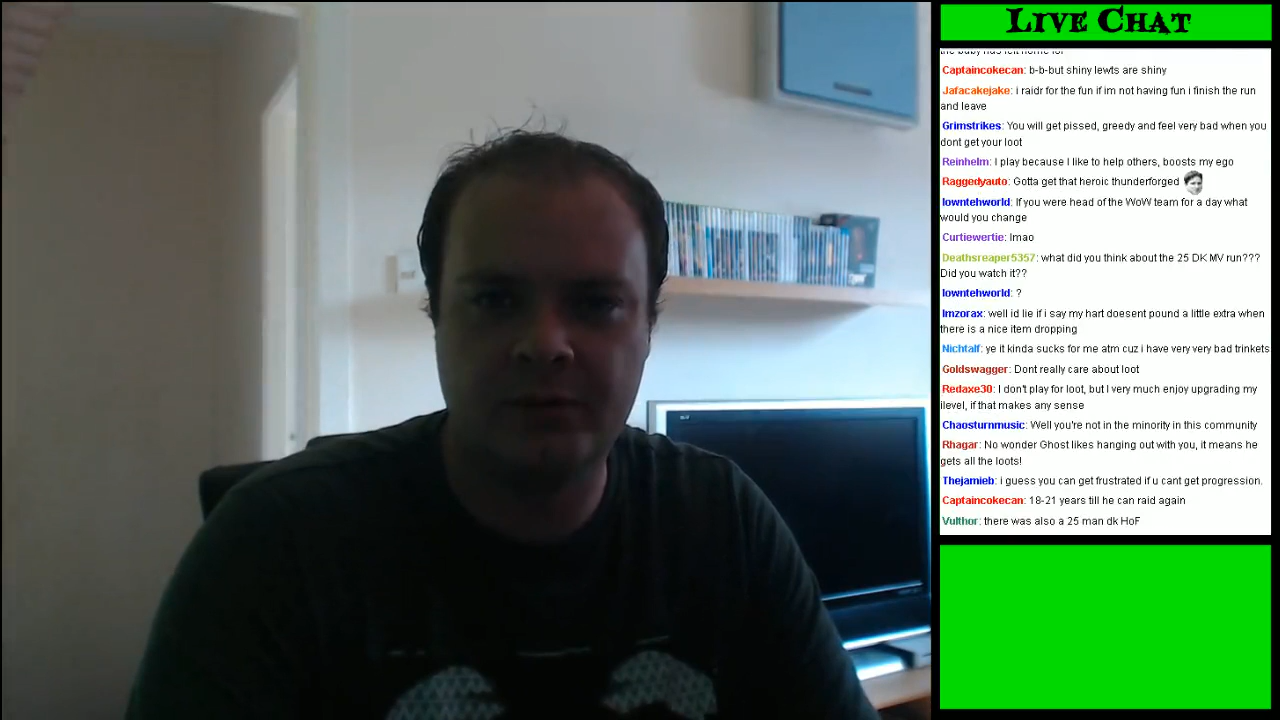 LIVE CHAT
Captaincokecan: b-b-but shiny lewts are shiny
Jafacakejake: i raidr for the fun if im not having fun i finish the run
and leave
Grimstrikes: You will get pissed, greedy and feel very bad when you
dont get your loot
Reinhelm: I play because I like to help others, boosts my ego
Raggedyauto: Gotta get that heroic thunderforged
Iowntehworld: If you were head of the WoW team for a day what
would you change
Curtiewertie: lmao
Deathsreaper5357: what did you think about the 25 DK MV run???
Did you watch it??
Iowntehworld: ?
Imzorax: well id lie if i say my hart doesent pound a little extra when
there is a nice item dropping
Nichtalf: ye it kinda sucks for me atm cuz i have very very bad trinkets
Goldswagger: Dont really care about loot
Redaxe30: I don't play for loot, but I very much enjoy upgrading my
ilevel, if that makes any sense
Chaosturnmusic: Well you're not in the minority in this community
Rhagar: No wonder Ghost likes hanging out with you, it means he
gets all the loots!
Thejamieb: i guess you can get frustrated if u cant get progression.
Captaincokecan: 18-21 years till he can raid again
Vulthor: there was also a 25 man dk HoF